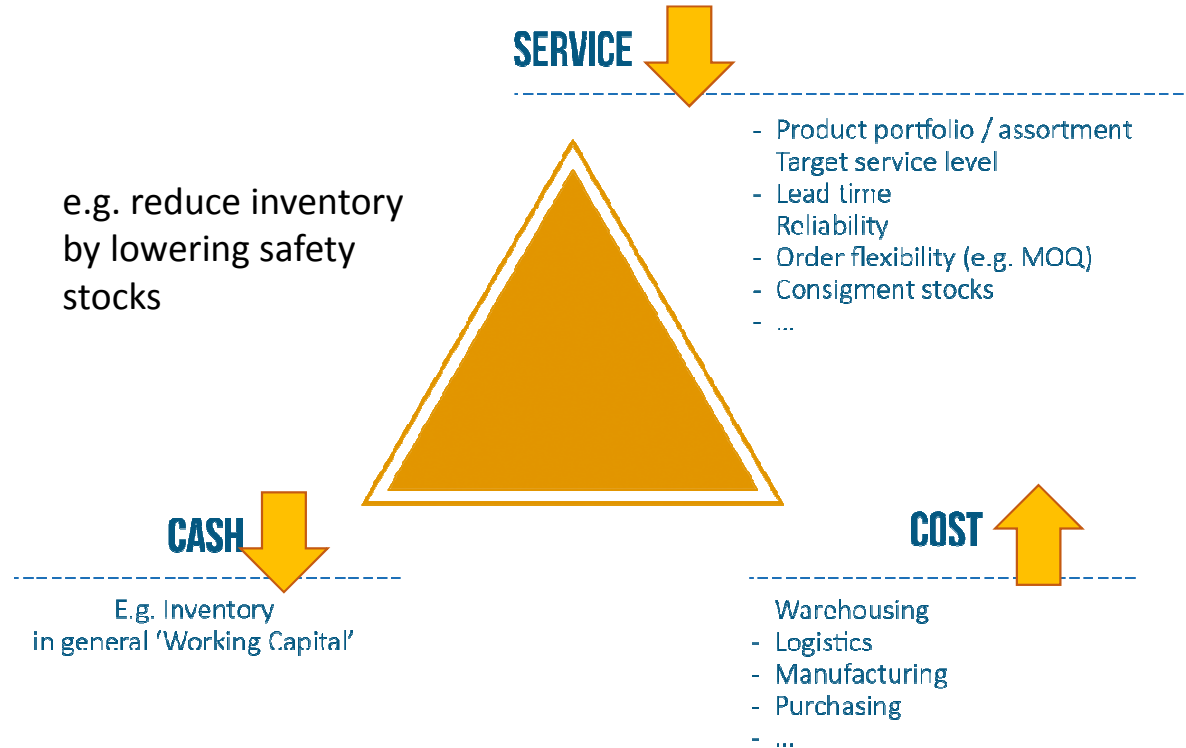 SERVICE
- Product portfolio / assortment
Target service level
- Lead time
Reliability
- Order flexibility (e.g. MOQ)
- Consigment stocks
- ...
e.g. reduce inventory
by lowering safety
stocks
CASH
E.g. Inventory
in general ‘Working Capital’
COST
Warehousing
- Logistics
- Manufacturing
- Purchasing
- ...